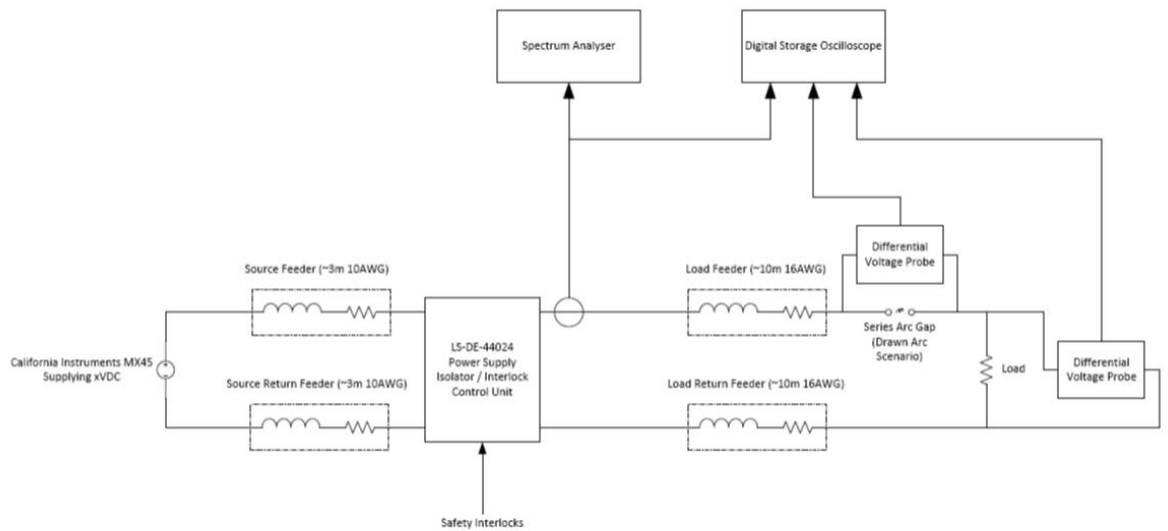 Spectrum Analyser
Digital Storage Oscilloscope
Differential
Voltage Probe
Source Feeder (~3m 10AWG)
Load Feeder (~10m 16AWG)
Series Arc Gap
(Drawn Arc
Scenario)
LS-DE-44024
Power Supply
Isolator / Interlock
Control Unit
California Instruments MX45
Supplying xVDC
Load
Differential
Voltage Probe
Source Return Feeder (~3m 10AWG)
Load Return Feeder (~10m 16AWG)
Safety Interlocks